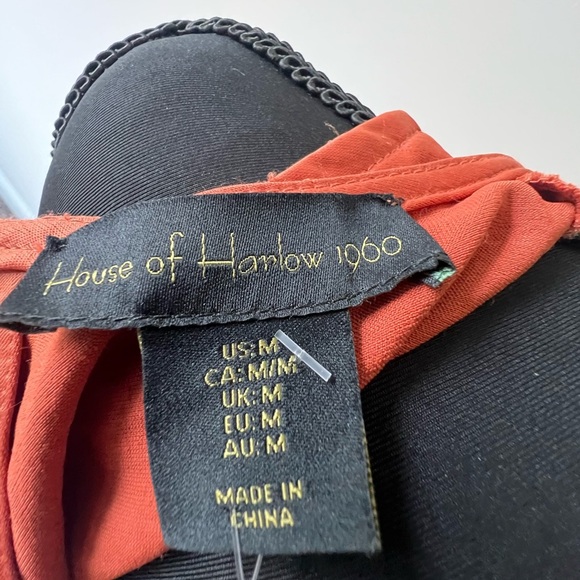 House of Harlow 1960
US: M
CA: M/M
UK: M
EU: M
AU: M
MADE IN
CHINA